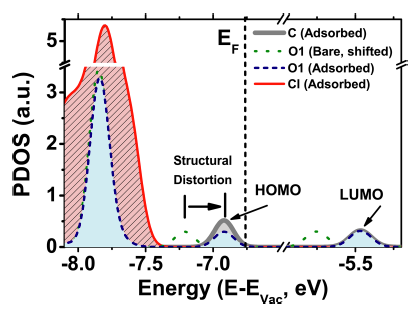 5
3
2
1
0
PDOS (a.u.)
E_F
C (Adsorbed)
O1 (Bare, shifted)
O1 (Adsorbed)
Cl (Adsorbed)
Structural
Distortion
HOMO
LUMO
-8.0 -7.5 -7.0 -5.5
Energy (E-E_Vac, eV)